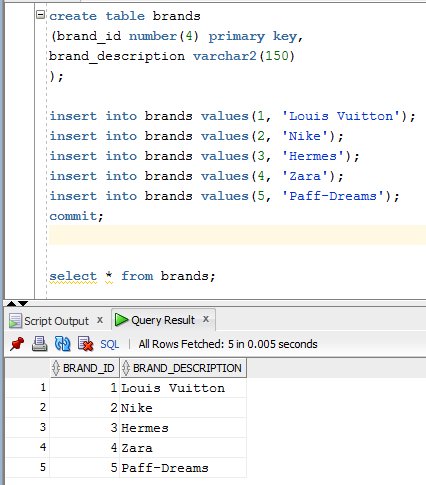 create table brands
(brand_id number(4) primary key,
brand_description varchar2(150)
);
insert into brands values(1, 'Louis Vuitton');
insert into brands values(2, 'Nike');
insert into brands values(3, 'Hermes');
insert into brands values(4, 'Zara');
insert into brands values(5, 'Paff-Dreams');
commit;
select * from brands;
Script Output x Query Result x
SQL | All Rows Fetched: 5 in 0.005 seconds
BRAND_ID BRAND_DESCRIPTION
1 1 Louis Vuitton
2 2 Nike
3 3 Hermes
4 4 Zara
5 5 Paff-Dreams